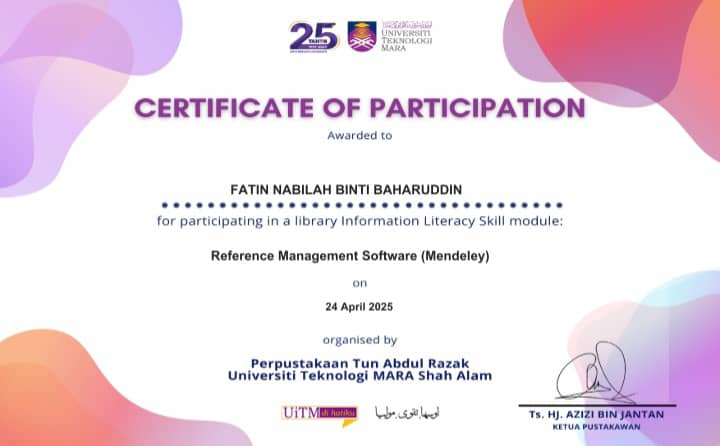 25
TAHUN
UNIVERSITI
TEKNOLOGI
MARA
CERTIFICATE OF PARTICIPATION
Awarded to
FATIN NABILAH BINTI BAHARUDDIN
for participating in a library Information Literacy Skill module:
Reference Management Software (Mendeley)
on
24 April 2025
organised by
Perpustakaan Tun Abdul Razak
Universiti Teknologi MARA Shah Alam
UiTM di hatiku
Ts. HJ. AZIZI BIN JANTAN
KETUA PUSTAKAWAN